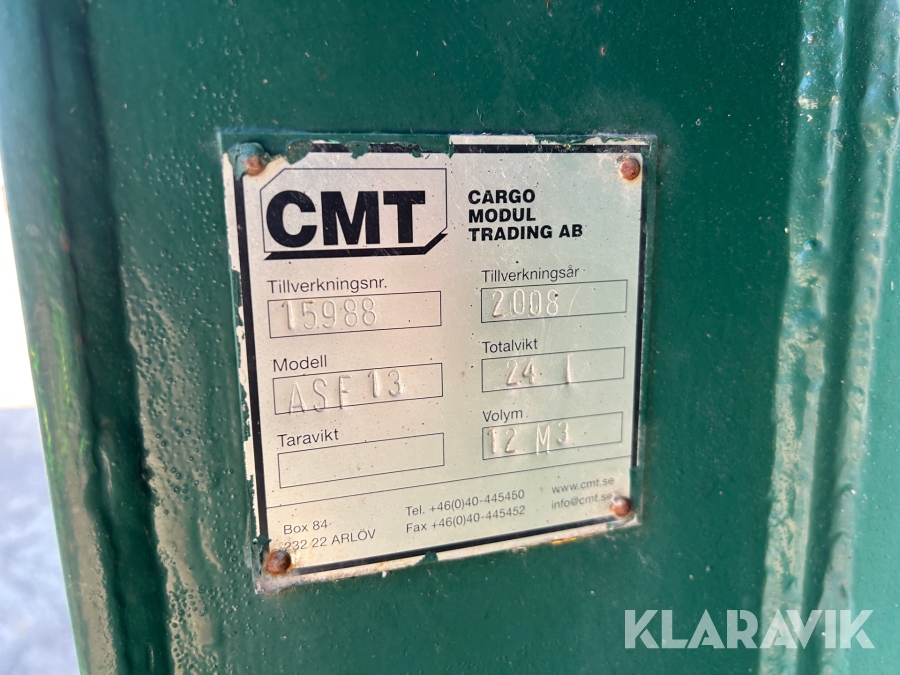 CMT
CARGO
MODUL
TRADING AB
Tillverkningsnr.
15988
Tillverkningsår
2008
Modell
ASF 13
Totalvikt
24
Taravikt
Volym
12 M3
Box 84
232 22 ARLÖV
Tel. +46(0)40-445450
Fax +46(0)40-445452
www.cmt.se
info@cmt.se
KLARAVIK